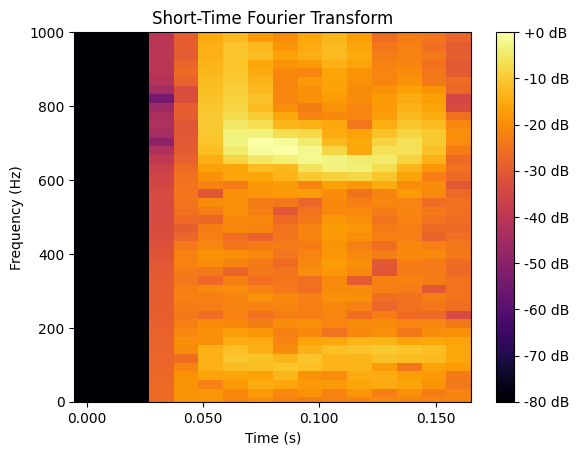 Short-Time Fourier Transform
Frequency (Hz)
1000
800
600
400
200
0
0.000 0.050 0.100 0.150
Time (s)
+0 dB
-10 dB
-20 dB
-30 dB
-40 dB
-50 dB
-60 dB
-70 dB
-80 dB